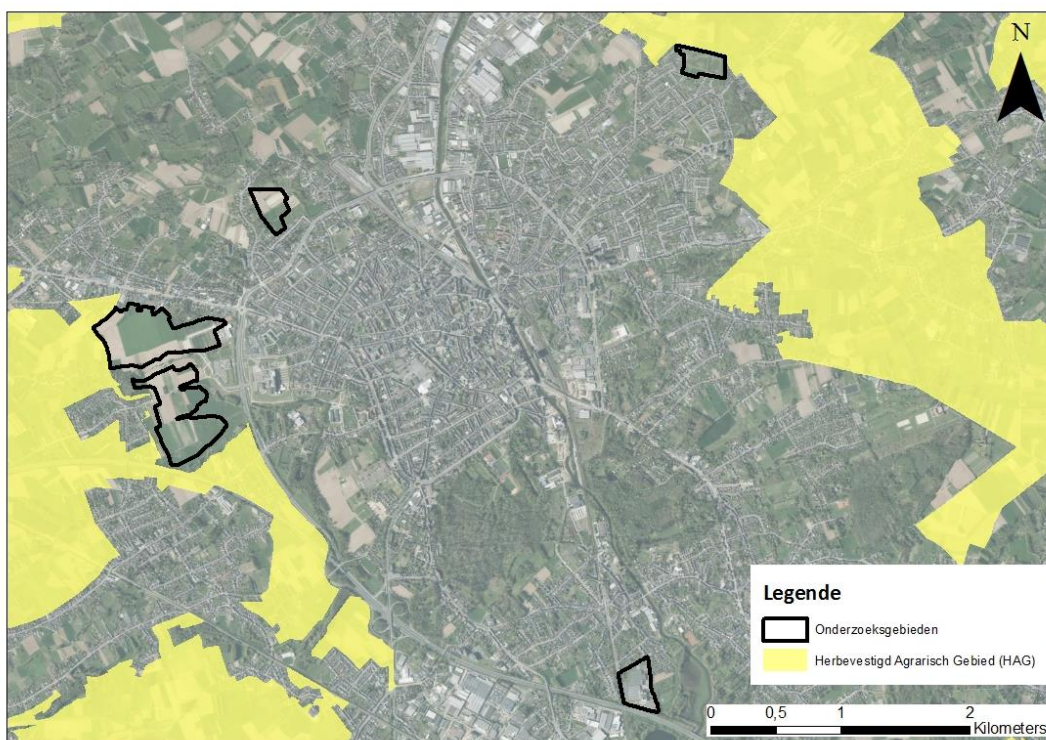 N
Legende
Onderzoeksgebieden
Herbevestigd Agrarisch Gebied (HAG)
0 0,5 1 2
Kilometers